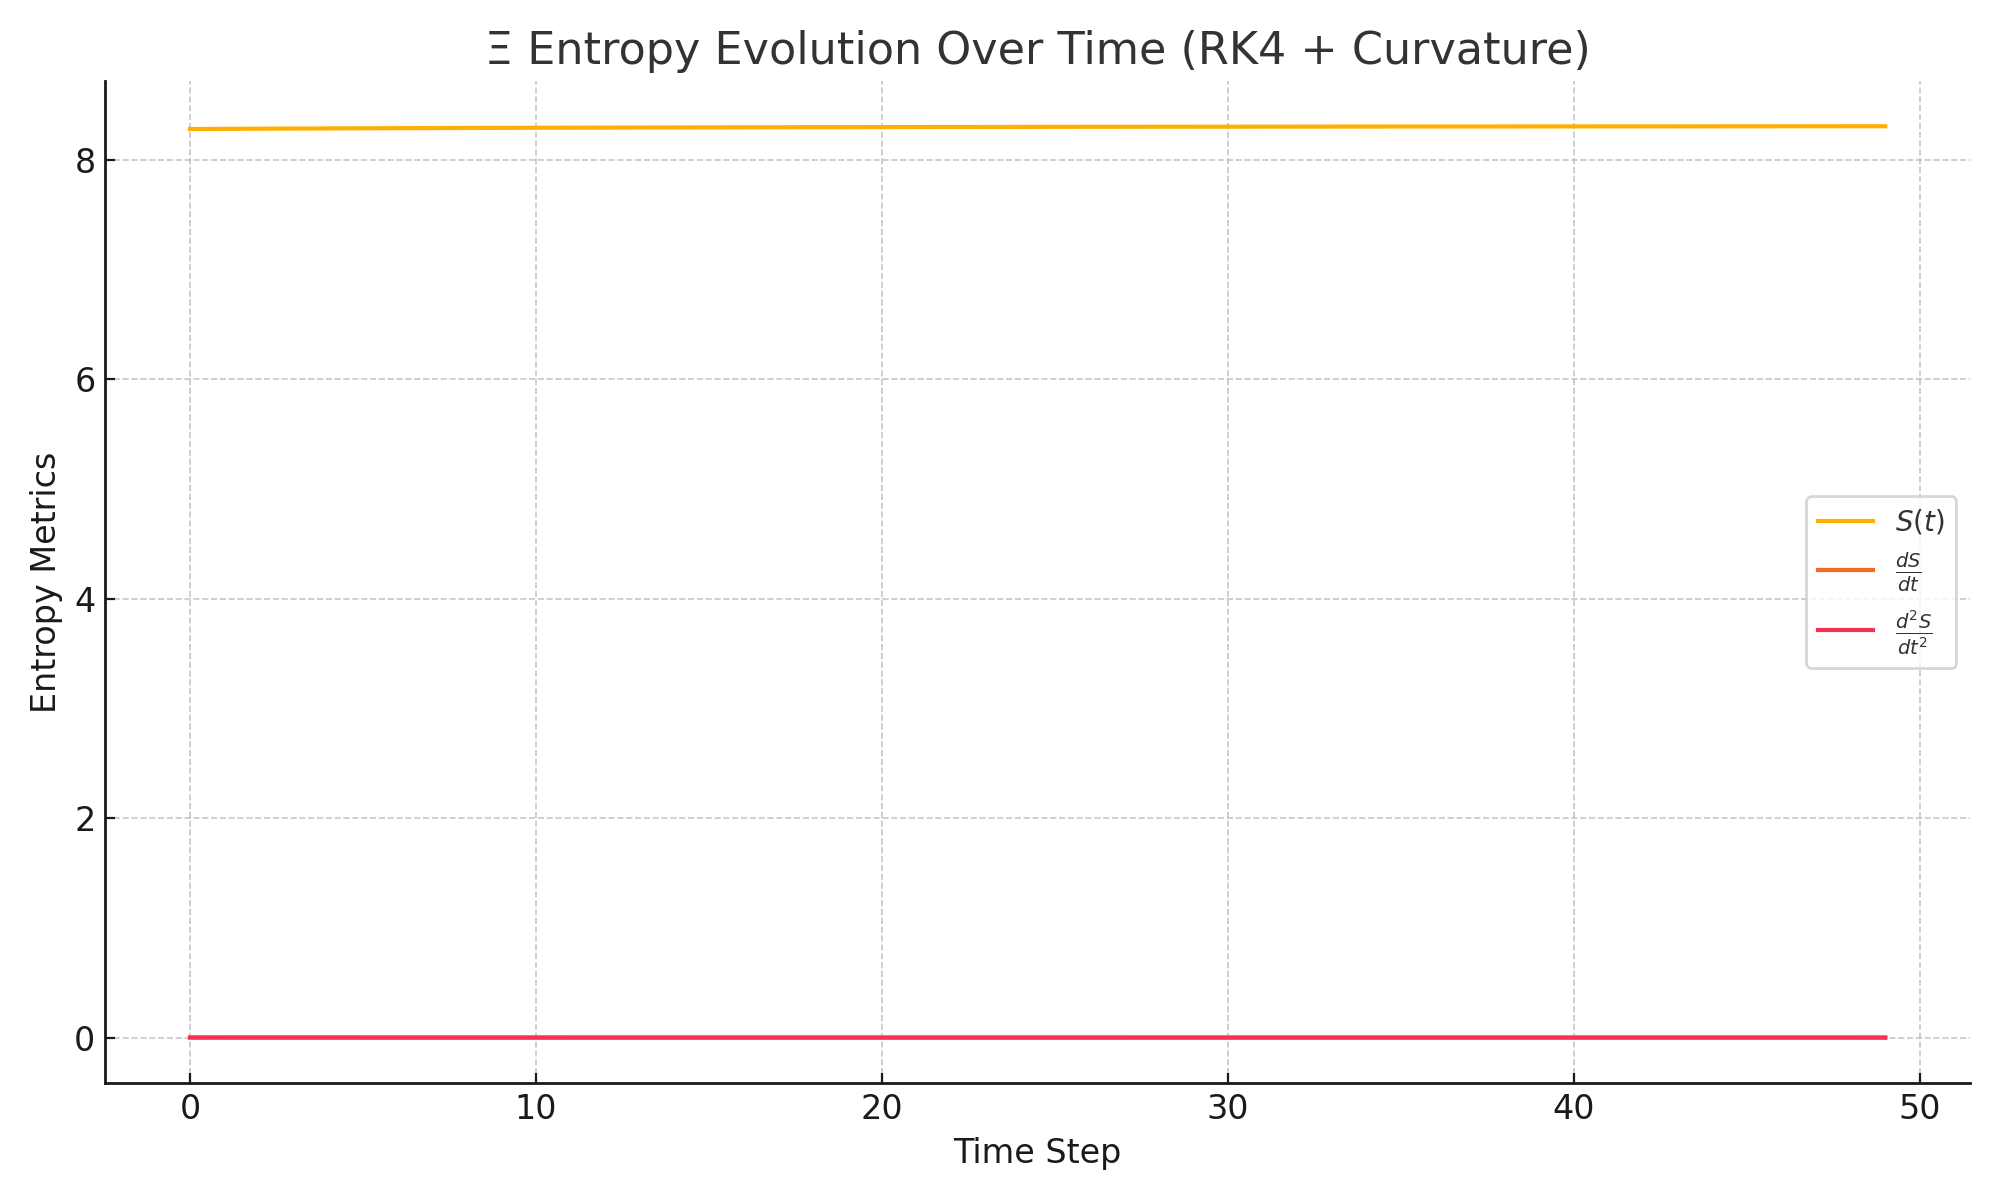 Ξ Entropy Evolution Over Time (RK4 + Curvature)
Entropy Metrics
8
6
4
2
0
S(t)
dS/dt
d²S/dt²
0 10 20 30 40 50
Time Step